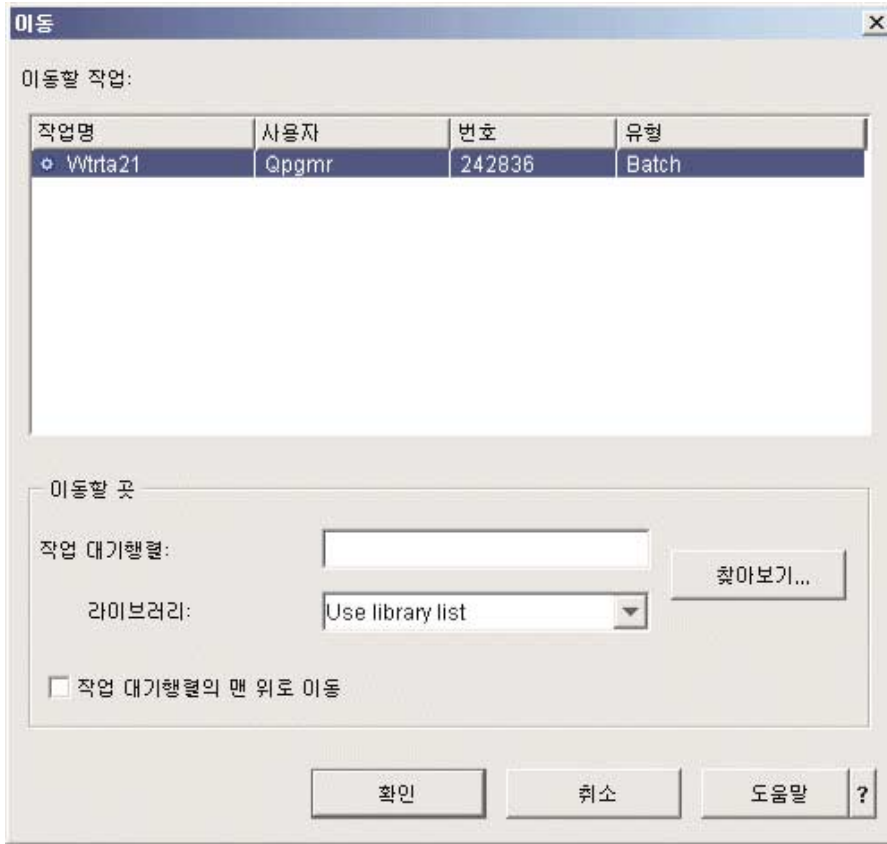 이동
이동할 작업:
작업명 사용자 번호 유형
Wtrta21 Qpgmr 242836 Batch
이동할 곳
작업 대기행렬:
찾아보기...
라이브러리: Use library list
작업 대기행렬의 맨 위로 이동
확인 취소 도움말 ?